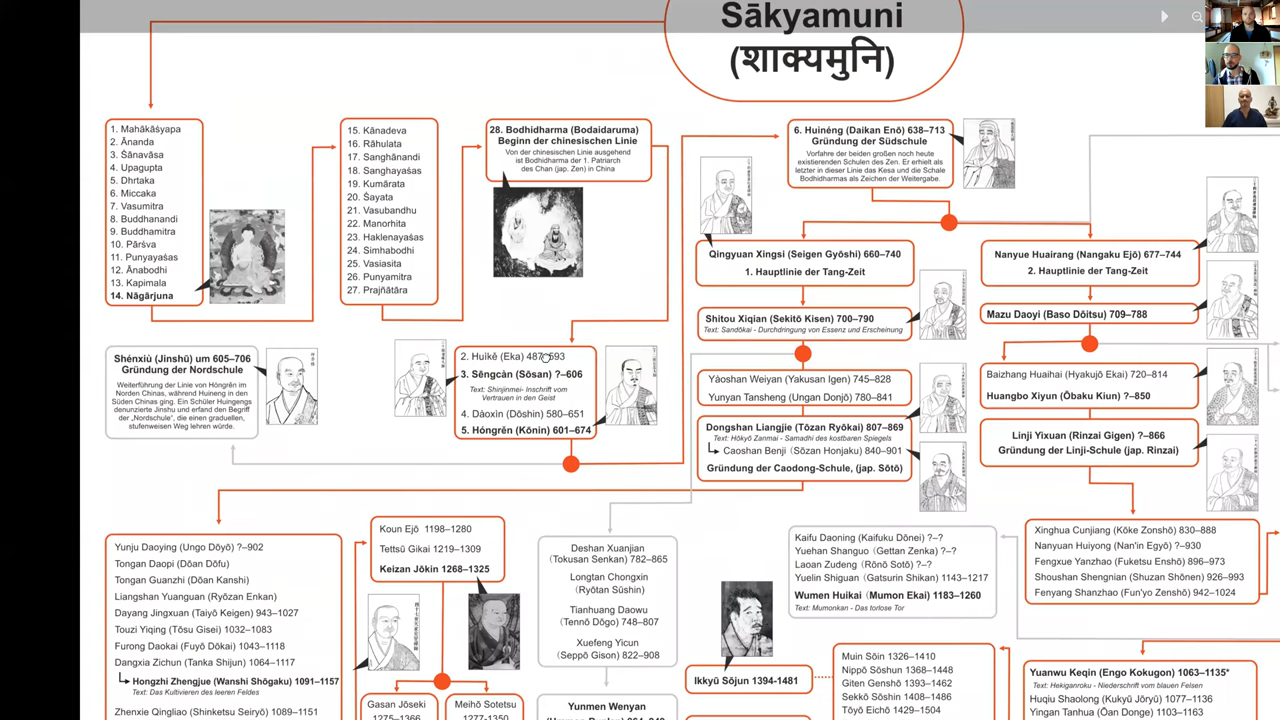 Sākyamuni
(शाक्यमुनि)
1. Mahākāśyapa
2. Ānanda
3. Śānavāsa
4. Upagupta
5. Dhrtaka
6. Miccaka
7. Vasumitra
8. Buddhanandi
9. Buddhamitra
10. Pārśva
11. Punyayaśas
12. Ānabodhi
13. Kapimala
14. Nāgārjuna
15. Kānadeva
16. Rāhulata
17. Sanghānandi
18. Sanghayaśas
19. Kumārata
20. Śayata
21. Vasubandhu
22. Manorhita
23. Haklenayaśas
24. Simhabodhi
25. Vasiasita
26. Punyamitra
27. Prajñātāra
28. Bodhidharma (Bodaidaruma)
Beginn der chinesischen Linie
Von der chinesischen Linie ausgehend
ist Bodhidharma der 1. Patriarch
des Chan (jap. Zen) in China
6. Huinéng (Daikan Enō) 638–713
Gründung der Südschule
Vorfahre der beiden großen noch heute
existierenden Schulen des Zen. Er erhielt als
letzter in dieser Linie das Kesa und die Schale
Bodhidharmas als Zeichen der Weitergabe.
Qingyuan Xingsi (Seigen Gyōshi) 660–740
1. Hauptlinie der Tang-Zeit
Nanyue Huairang (Nangaku Ejō) 677–744
2. Hauptlinie der Tang-Zeit
Shitou Xiqian (Sekitō Kisen) 700–790
Text: Sandōkai - Durchdringung von Essenz und Erscheinung
Mazu Daoyi (Baso Dōitsu) 709–788
Shénxiù (Jinshū) um 605–706
Gründung der Nordschule
Weiterführung der Linie von Hóngrěn im
Norden Chinas, während Huineng in den
Süden Chinas ging. Ein Schüler Huinengs
denunzierte Jinshu und erfand den Begriff
der „Nordschule“, die einen graduellen,
stufenweisen Weg lehren würde.
2. Huìkě (Eka) 487–593
3. Sēngcàn (Sōsan) ?–606
Text: Shinjinmei- Inschrift vom
Vertrauen in den Geist
4. Dàoxìn (Dōshin) 580–651
5. Hóngrěn (Kōnin) 601–674
Yàoshan Weiyan (Yakusan Igen) 745–828
Yunyan Tansheng (Ungan Donjō) 780–841
Dongshan Liangjie (Tōzan Ryōkai) 807–869
Text: Hōkyō Zanmai - Samadhi des kostbaren Spiegels
Caoshan Benji (Sōzan Honjaku) 840–901
Gründung der Caodong-Schule, (jap. Sōtō)
Baizhang Huaihai (Hyakujō Ekai) 720–814
Huangbo Xiyun (Ōbaku Kiun) ?–850
Linji Yixuan (Rinzai Gigen) ?–866
Gründung der Linji-Schule (jap. Rinzai)
Yunju Daoying (Ungo Dōyō) ?–902
Tongan Daopi (Dōan Dōfu)
Tongan Guanzhi (Dōan Kanshi)
Liangshan Yuanguan (Ryōzan Enkan)
Dayang Jingxuan (Taiyō Keigen) 943–1027
Touzi Yiqing (Tōsu Gisei) 1032–1083
Furong Daokai (Fuyō Dōkai) 1043–1118
Dangxia Zichun (Tanka Shijun) 1064–1117
Hongzhi Zhengjue (Wanshi Shōgaku) 1091–1157
Text: Das Kultivieren des leeren Feldes
Zhenxie Qingliao (Shinketsu Seiryō) 1089–1151
Koun Ejō 1198–1280
Tettsū Gikai 1219–1309
Keizan Jōkin 1268–1325
Gasan Jōseki
1275–1366
Meihō Sotetsu
1277-1350
Deshan Xuanjian
(Tokusan Senkan) 782–865
Longtan Chongxin
(Ryōtan Sūshin)
Tianhuang Daowu
(Tennō Dōgo) 748–807
Xuefeng Yicun
(Seppō Gison) 822–908
Yunmen Wenyan
Kaifu Daoning (Kaifuku Dōnei) ?–?
Yuehan Shanguo (Gettan Zenka) ?–?
Laoan Zudeng (Rōnō Sotō) ?–?
Yuelin Shiguan (Gatsurin Shikan) 1143–1217
Wumen Huikai (Mumon Ekai) 1183–1260
Text: Mumonkan - Das torlose Tor
Xinghua Cunjiang (Kōke Zonshō) 830–888
Nanyuan Huiyong (Nan'in Egyō) ?–930
Fengxue Yanzhao (Fuketsu Enshō) 896–973
Shoushan Shengnian (Shuzan Shōnen) 926–993
Fenyang Shanzhao (Fun'yo Zenshō) 942–1024
Ikkyū Sōjun 1394-1481
Muin Sōin 1326–1410
Nippō Sōshun 1368–1448
Giten Genshō 1393–1462
Sekkō Sōshin 1408–1486
Tōyō Eichō 1429–1504
Yuanwu Keqin (Engo Kokugon) 1063–1135*
Text: Hekiganroku - Niederschrift vom blauen Felsen
Huqiu Shaolong (Kukyū Jōryū) 1077–1136
Yingan Tanhua (Ōan Donge) 1103–1163